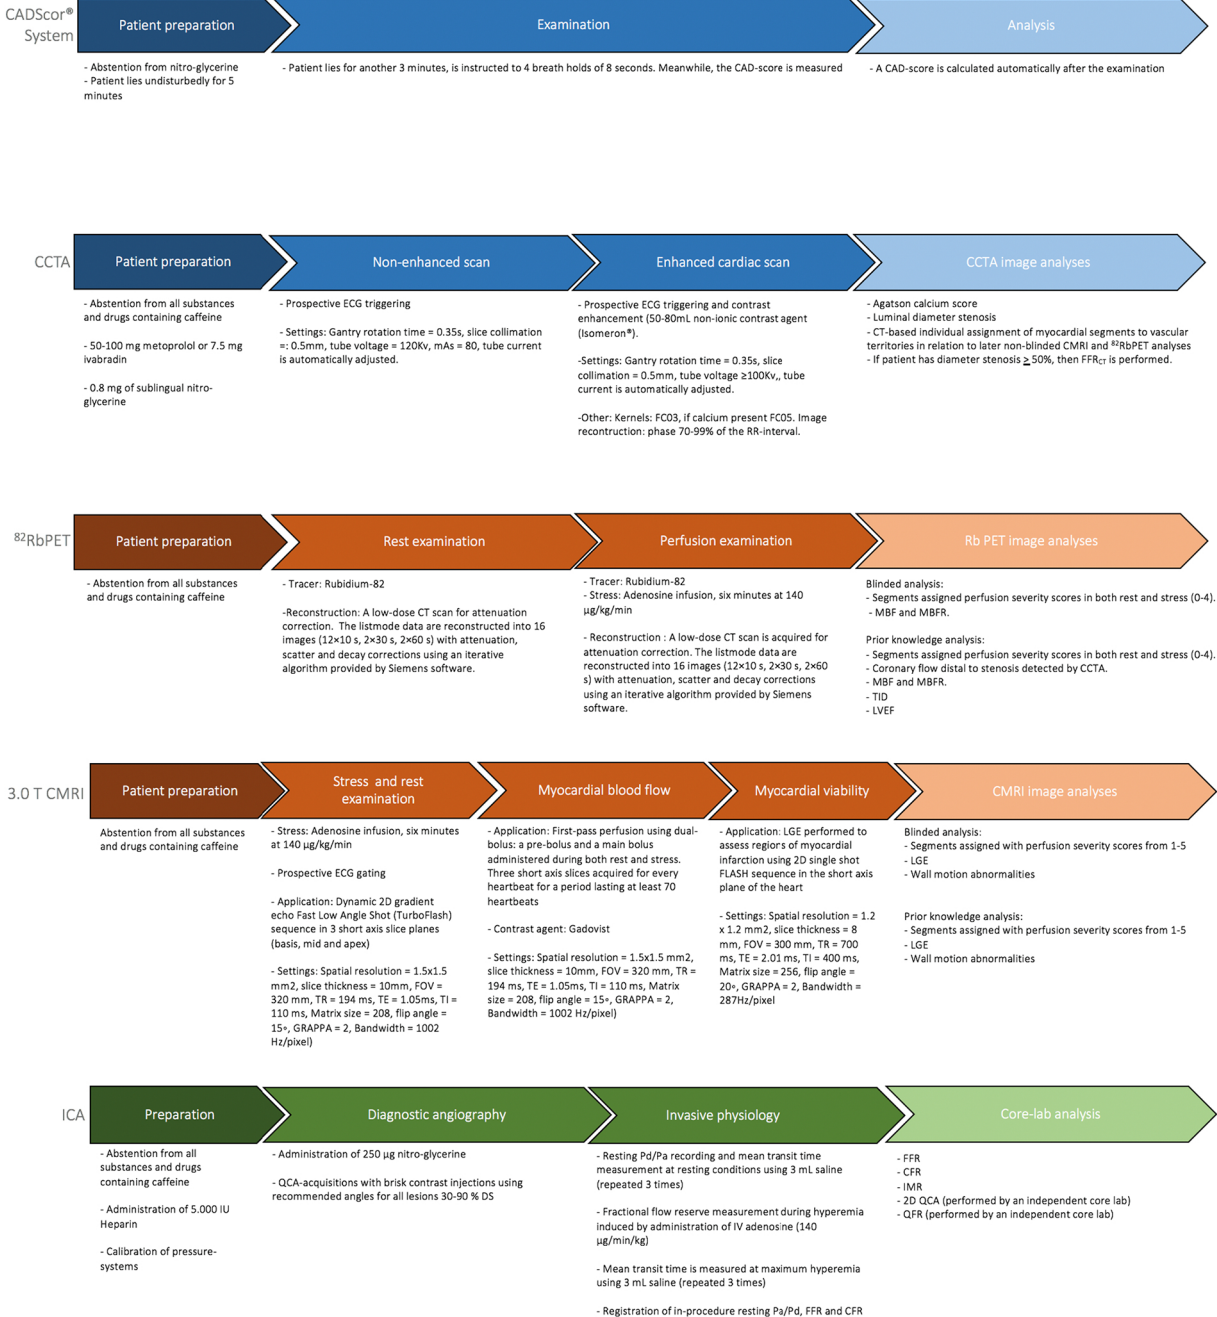 CADScor®
System
Patient preparation
Examination
Analysis
- Abstention from nitro-glycerine
- Patient lies undisturbedly for 5
minutes
- Patient lies for another 3 minutes, is instructed to 4 breath holds of 8 seconds. Meanwhile, the CAD-score is measured
- A CAD-score is calculated automatically after the examination
CCTA
Patient preparation
Non-enhanced scan
Enhanced cardiac scan
CCTA image analyses
- Abstention from all substances
and drugs containing caffeine
- 50-100 mg metoprolol or 7.5 mg
ivabradin
- 0.8 mg of sublingual nitro-
glycerine
- Prospective ECG triggering
- Settings: Gantry rotation time = 0.35s, slice collimation
=: 0.5mm, tube voltage = 120Kv, mAs = 80, tube current
is automatically adjusted.
- Prospective ECG triggering and contrast
enhancement (50-80mL non-ionic contrast agent
(Isomeron®).
-Settings: Gantry rotation time = 0.35s, slice
collimation = 0.5mm, tube voltage ≥100Kv,, tube
current is automatically adjusted.
-Other: Kernels: FC03, if calcium present FC05. Image
recontruction: phase 70-99% of the RR-interval.
- Agatson calcium score
- Luminal diameter stenosis
- CT-based individual assignment of myocardial segments to vascular
territories in relation to later non-blinded CMRI and ⁸²RbPET analyses
- If patient has diameter stenosis ≥ 50%, then FFRCT is performed.
⁸²RbPET
Patient preparation
Rest examination
Perfusion examination
Rb PET image analyses
- Abstention from all substances
and drugs containing caffeine
- Tracer: Rubidium-82
-Reconstruction: A low-dose CT scan for attenuation
correction.  The listmode data are reconstructed into 16
images (12×10 s, 2×30 s, 2×60 s) with attenuation,
scatter and decay corrections using an iterative
algorithm provided by Siemens software.
- Tracer: Rubidium-82
- Stress: Adenosine infusion, six minutes at 140
µg/kg/min
- Reconstruction : A low-dose CT scan is acquired for
attenuation correction. The listmode data are
reconstructed into 16 images (12×10 s, 2×30 s, 2×60
s) with attenuation, scatter and decay corrections
using an iterative algorithm provided by Siemens
software.
Blinded analysis:
- Segments assigned perfusion severity scores in both rest and stress (0-4).
- MBF and MBFR.
Prior knowledge analysis:
- Segments assigned perfusion severity scores in both rest and stress (0-4).
- Coronary flow distal to stenosis detected by CCTA.
- MBF and MBFR.
- TID
- LVEF
3.0 T CMRI
Patient preparation
Stress and rest
examination
Myocardial blood flow
Myocardial viability
CMRI image analyses
Abstention from all substances
and drugs containing caffeine
- Stress: Adenosine infusion, six minutes
at 140 µg/kg/min
- Prospective ECG gating
- Application: Dynamic 2D gradient
echo Fast Low Angle Shot (TurboFlash)
sequence in 3 short axis slice planes
(basis, mid and apex)
- Settings: Spatial resolution = 1.5x1.5
mm2, slice thickness = 10mm, FOV =
320 mm, TR = 194 ms, TE = 1.05ms, TI =
110 ms, Matrix size = 208, flip angle =
15∘, GRAPPA = 2, Bandwidth = 1002
Hz/pixel)
- Application: First-pass perfusion using dual-
bolus: a pre-bolus and a main bolus
administered during both rest and stress.
Three short axis slices acquired for every
heartbeat for a period lasting at least 70
heartbeats
- Contrast agent: Gadovist
- Settings: Spatial resolution = 1.5x1.5 mm2,
slice thickness = 10mm, FOV = 320 mm, TR =
194 ms, TE = 1.05ms, TI = 110 ms, Matrix
size = 208, flip angle = 15∘, GRAPPA = 2,
Bandwidth = 1002 Hz/pixel)
- Application: LGE performed to
assess regions of myocardial
infarction using 2D single shot
FLASH sequence in the short axis
plane of the heart
- Settings: Spatial resolution = 1.2
x 1.2 mm2, slice thickness = 8
mm, FOV = 300 mm, TR = 700
ms, TE = 2.01 ms, TI = 400 ms,
Matrix size = 256, flip angle =
20∘, GRAPPA = 2, Bandwidth =
287Hz/pixel
Blinded analysis:
- Segments assigned with perfusion severity scores from 1-5
- LGE
- Wall motion abnormalities
Prior knowledge analysis:
- Segments assigned with perfusion severity scores from 1-5
- LGE
- Wall motion abnormalities
ICA
Preparation
Diagnostic angiography
Invasive physiology
Core-lab analysis
- Abstention from all
substances and drugs
containing caffeine
- Administration of 5.000 IU
Heparin
- Calibration of pressure-
systems
- Administration of 250 µg nitro-glycerine
- QCA-acquisitions with brisk contrast injections using
recommended angles for all lesions 30-90 % DS
- Resting Pd/Pa recording and mean transit time
measurement at resting conditions using 3 mL saline
(repeated 3 times)
- Fractional flow reserve measurement during hyperemia
induced by administration of IV adenosine (140
µg/min/kg)
- Mean transit time is measured at maximum hyperemia
using 3 mL saline (repeated 3 times)
- Registration of in-procedure resting Pa/Pd, FFR and CFR
- FFR
- CFR
- IMR
- 2D QCA (performed by an independent core lab)
- QFR (performed by an independent core lab)